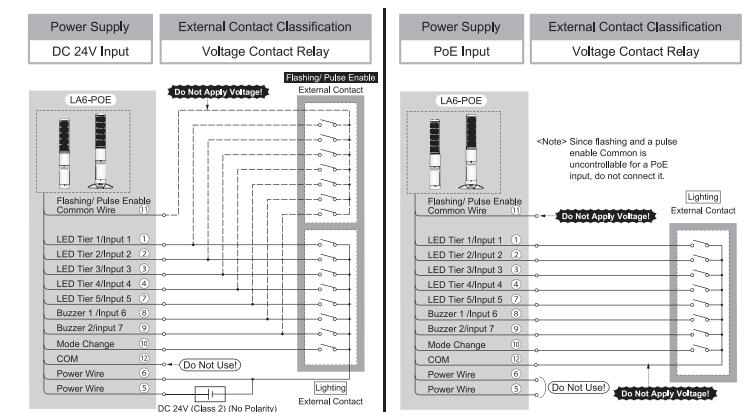 Power Supply
External Contact Classification
DC 24V Input
Voltage Contact Relay
Flashing/ Pulse Enable
External Contact
Do Not Apply Voltage!
LA6-POE
Flashing/ Pulse Enable
Common Wire ⑪
LED Tier 1/Input 1 ①
LED Tier 2/Input 2 ②
LED Tier 3/Input 3 ③
LED Tier 4/Input 4 ④
LED Tier 5/Input 5 ⑦
Buzzer 1 /Input 6 ⑧
Buzzer 2/input 7 ⑨
Mode Change ⑩
COM ⑫
Do Not Use!
Power Wire ⑥
Power Wire ⑤
Lighting
External Contact
DC 24V (Class 2) (No Polarity)
Power Supply
External Contact Classification
PoE Input
Voltage Contact Relay
LA6-POE
<Note> Since flashing and a pulse
enable Common is
uncontrollable for a PoE
input, do not connect it.
Flashing/ Pulse Enable
Common Wire ⑪
Do Not Apply Voltage!
Lighting
External Contact
LED Tier 1/Input 1 ①
LED Tier 2/Input 2 ②
LED Tier 3/Input 3 ③
LED Tier 4/Input 4 ④
LED Tier 5/Input 5 ⑦
Buzzer 1 /Input 6 ⑧
Buzzer 2/input 7 ⑨
Mode Change ⑩
COM ⑫
Power Wire ⑥
Power Wire ⑤
Do Not Use!
Do Not Apply Voltage!